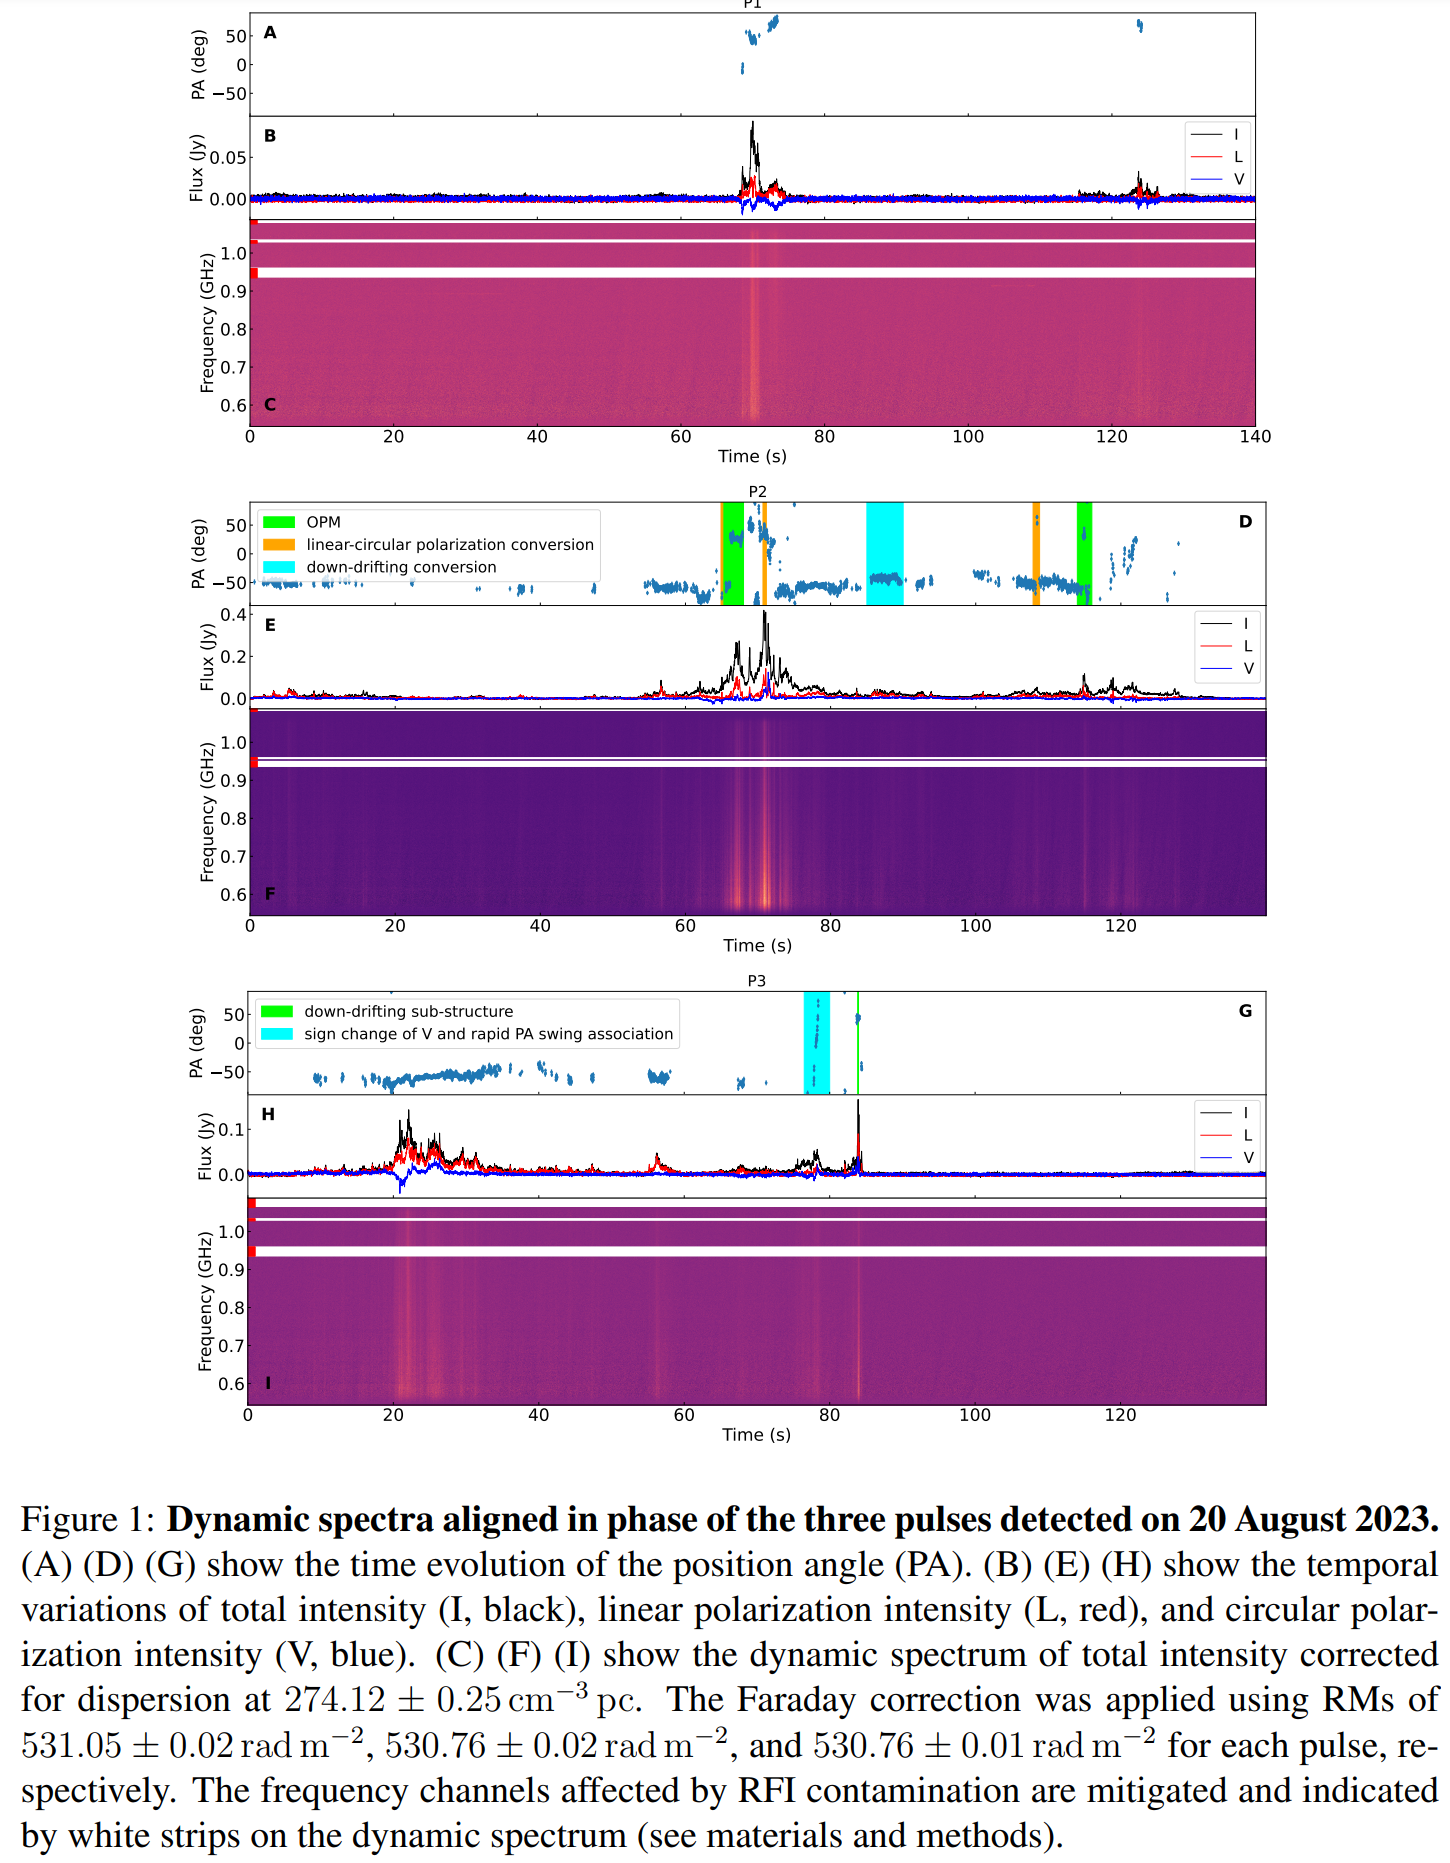 P1
A
50
0
−50
PA (deg)
B
I
L
V
0.05
0.00
Flux (Jy)
1.0
0.9
0.8
0.7
0.6
Frequency (GHz)
C
0 20 40 60 80 100 120 140
Time (s)
P2
OPM
linear-circular polarization conversion
down-drifting conversion
D
50
0
−50
PA (deg)
E
I
L
V
0.4
0.2
0.0
Flux (Jy)
1.0
0.9
0.8
0.7
0.6
Frequency (GHz)
F
0 20 40 60 80 100 120
Time (s)
P3
down-drifting sub-structure
sign change of V and rapid PA swing association
G
50
0
−50
PA (deg)
H
I
L
V
0.1
0.0
Flux (Jy)
1.0
0.9
0.8
0.7
0.6
Frequency (GHz)
I
0 20 40 60 80 100 120
Time (s)
Figure 1: Dynamic spectra aligned in phase of the three pulses detected on 20 August 2023.
(A) (D) (G) show the time evolution of the position angle (PA). (B) (E) (H) show the temporal
variations of total intensity (I, black), linear polarization intensity (L, red), and circular polar-
ization intensity (V, blue). (C) (F) (I) show the dynamic spectrum of total intensity corrected
for dispersion at 274.12 ± 0.25 cm⁻³ pc. The Faraday correction was applied using RMs of
531.05 ± 0.02 rad m⁻², 530.76 ± 0.02 rad m⁻², and 530.76 ± 0.01 rad m⁻² for each pulse, re-
spectively. The frequency channels affected by RFI contamination are mitigated and indicated
by white strips on the dynamic spectrum (see materials and methods).